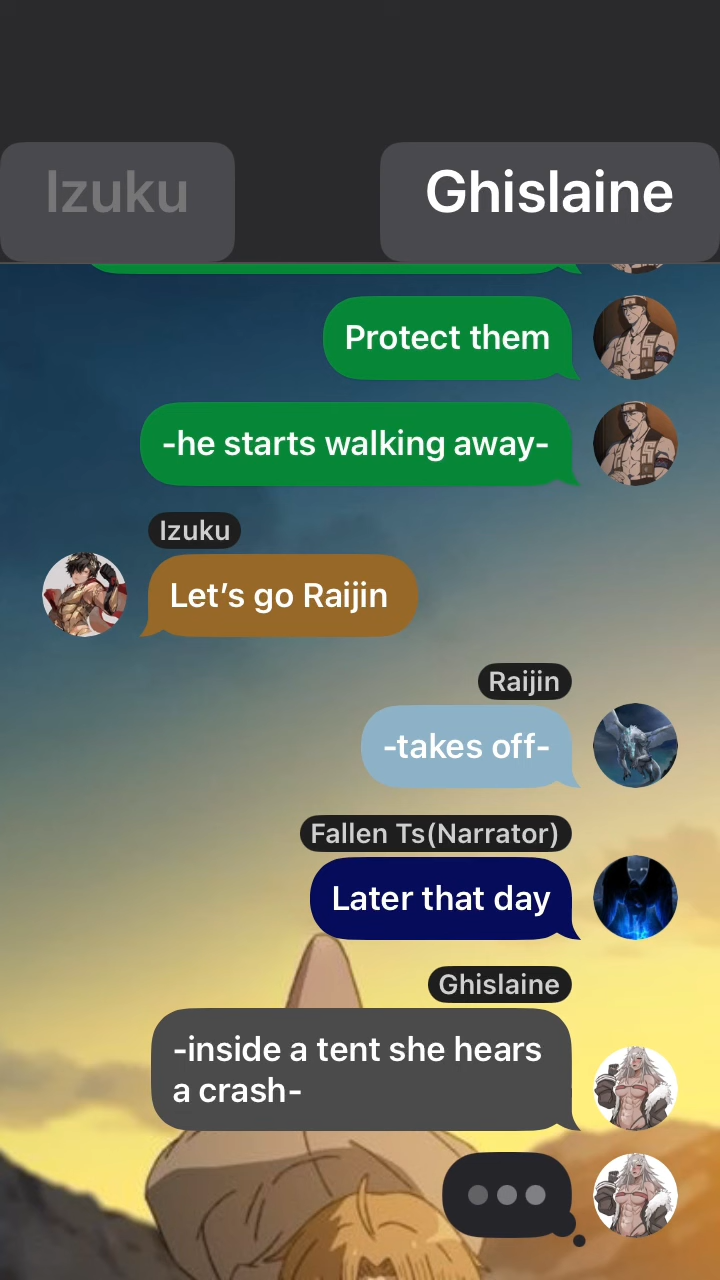 Izuku
Ghislaine
Protect them
-he starts walking away-
Izuku
Let’s go Raijin
Raijin
-takes off-
Fallen Ts(Narrator)
Later that day
Ghislaine
-inside a tent she hears
a crash-